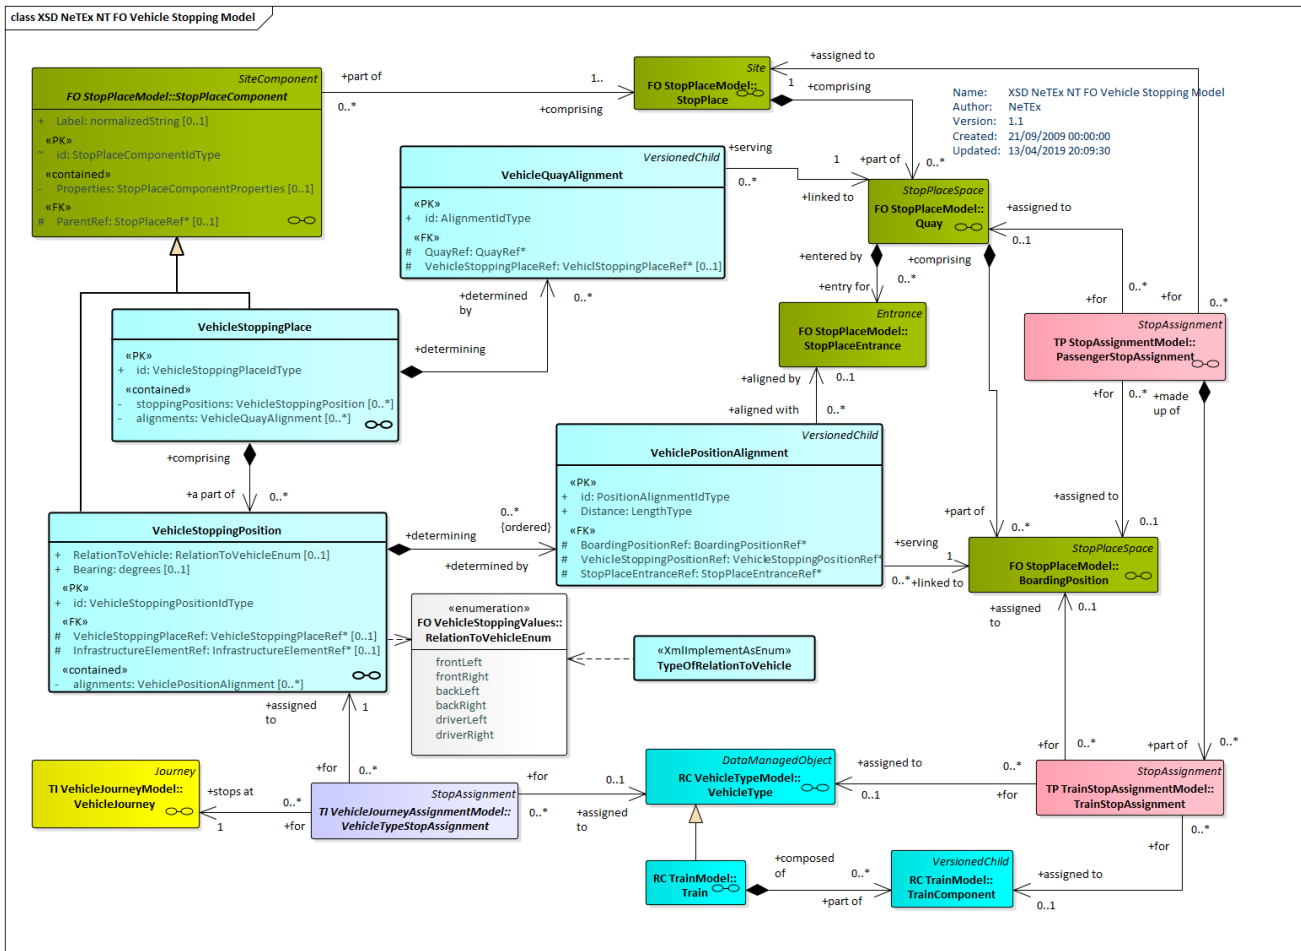 class XSD NeTEx NT FO Vehicle Stopping Model
Name: XSD NeTEx NT FO Vehicle Stopping Model
Author: NeTEx
Version: 1.1
Created: 21/09/2009 00:00:00
Updated: 13/04/2019 20:09:30
SiteComponent
FO StopPlaceModel::StopPlaceComponent
+ Label: normalizedString [0..1]
«PK»
~ id: StopPlaceComponentIdType
«contained»
- Properties: StopPlaceComponentProperties [0..1]
«FK»
# ParentRef: StopPlaceRef* [0..1]
+part of
0..*
1..
+comprising
Site
FO StopPlaceModel::
StopPlace
+assigned to
1
+comprising
+part of
0..*
VersionedChild
VehicleQuayAlignment
«PK»
+ id: AlignmentIdType
«FK»
# QuayRef: QuayRef*
# VehicleStoppingPlaceRef: VehiclStoppingPlaceRef* [0..1]
+serving
0..*
1
+linked to
StopPlaceSpace
FO StopPlaceModel::
Quay
+assigned to
0..1
+entered by
+comprising
0..*
+entry for
0..*
+for
+for
0..*
+determined
by
0..*
+determining
VehicleStoppingPlace
«PK»
+ id: VehicleStoppingPlaceIdType
«contained»
- stoppingPositions: VehicleStoppingPosition [0..*]
- alignments: VehicleQuayAlignment [0..*]
Entrance
FO StopPlaceModel::
StopPlaceEntrance
StopAssignment
TP StopAssignmentModel::
PassengerStopAssignment
+aligned by
0..1
+aligned with
0..*
0..*
+for
+made
up of
+comprising
+a part of
0..*
VersionedChild
VehiclePositionAlignment
«PK»
+ id: PositionAlignmentIdType
+ Distance: LengthType
«FK»
# BoardingPositionRef: BoardingPositionRef*
# VehicleStoppingPositionRef: VehicleStoppingPositionRef*
# StopPlaceEntranceRef: StopPlaceEntranceRef*
VehicleStoppingPosition
+ RelationToVehicle: RelationToVehicleEnum [0..1]
+ Bearing: degrees [0..1]
«PK»
+ id: VehicleStoppingPositionIdType
«FK»
# VehicleStoppingPlaceRef: VehicleStoppingPlaceRef* [0..1]
# InfrastructureElementRef: InfrastructureElementRef* [0..1]
«contained»
- alignments: VehiclePositionAlignment [0..*]
+determining
0..*
{ordered}
+determined by
+assigned to
0..1
+part of
0..*
+serving
1
0..*
+linked to
StopPlaceSpace
FO StopPlaceModel::
BoardingPosition
+assigned
to
0..1
«enumeration»
FO VehicleStoppingValues::
RelationToVehicleEnum
frontLeft
frontRight
backLeft
backRight
driverLeft
driverRight
«XmlImplementAsEnum»
TypeOfRelationToVehicle
+assigned
to
1
+for
0..*
+for
0..*
+part of
0..*
Journey
TI VehicleJourneyModel::
VehicleJourney
+stops at
0..*
1
+for
StopAssignment
TI VehicleJourneyAssignmentModel::
VehicleTypeStopAssignment
+for
0..1
0..*
+assigned
to
DataManagedObject
RC VehicleTypeModel::
VehicleType
+assigned to
0..*
0..1
+for
StopAssignment
TP TrainStopAssignmentModel::
TrainStopAssignment
0..*
+for
RC TrainModel::
Train
+composed
of
0..*
+part of
VersionedChild
RC TrainModel::
TrainComponent
+assigned to
0..1